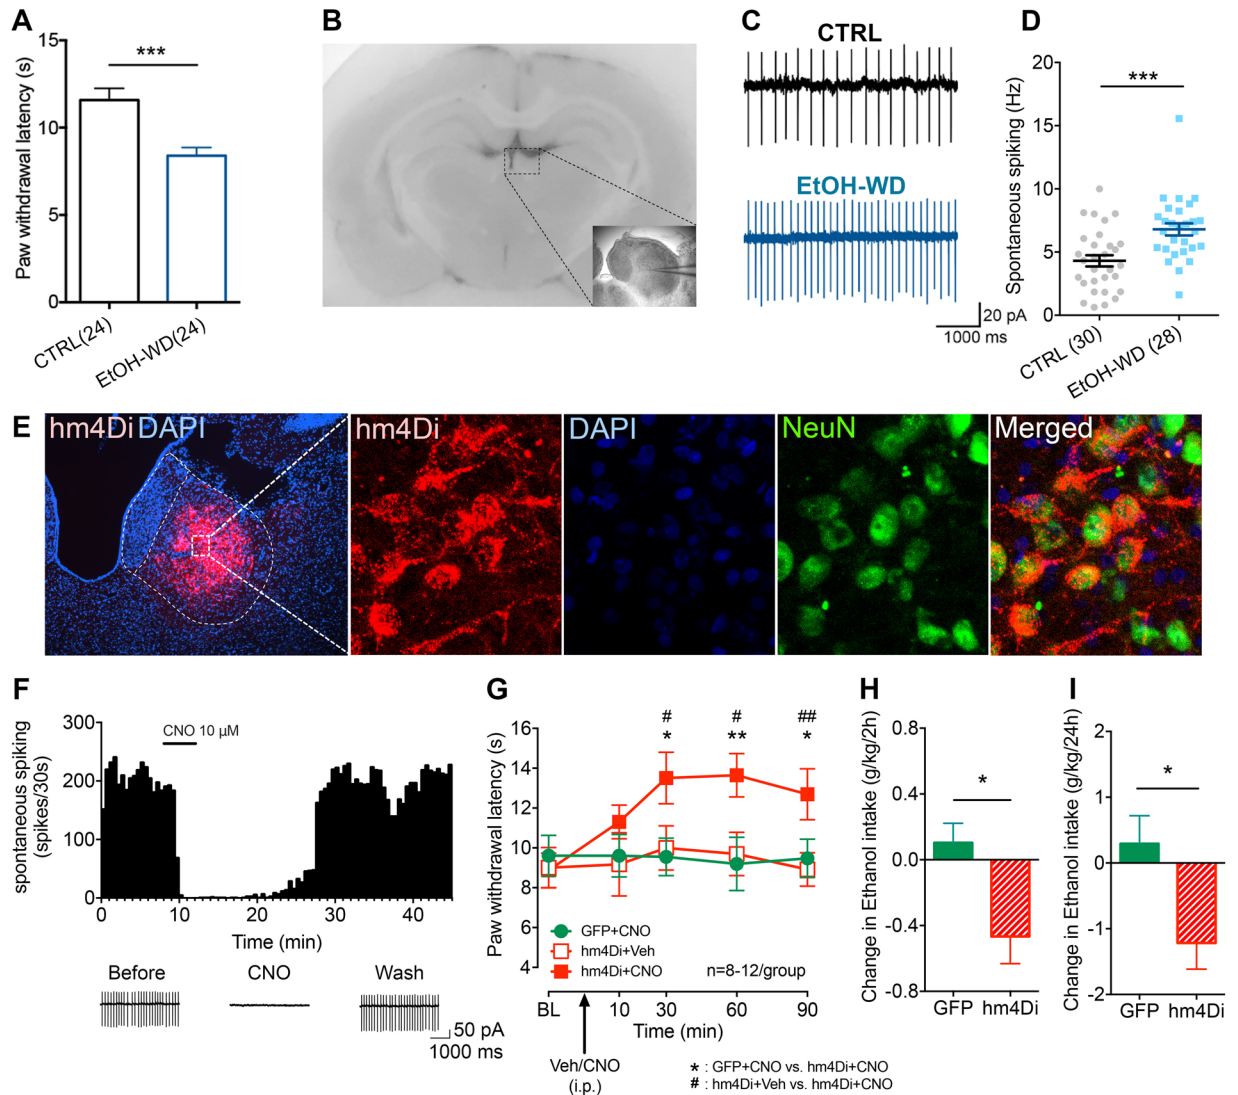 A
Paw withdrawal latency (s)
15
10
5
0
***
CTRL(24)
EtOH-WD(24)
B
C
CTRL
EtOH-WD
20 pA
1000 ms
D
Spontaneous spiking (Hz)
20
15
10
5
0
***
CTRL (30)
EtOH-WD (28)
E
hm4Di DAPI
hm4Di
DAPI
NeuN
Merged
F
spontaneous spiking
(spikes/30s)
300
200
100
0
CNO 10 µM
0 10 20 30 40
Time (min)
Before CNO Wash
50 pA
1000 ms
G
Paw withdrawal latency (s)
16
14
12
10
8
6
4
# # ##
* ** *
GFP+CNO
hm4Di+Veh
hm4Di+CNO
n=8-12/group
BL 10 30 60 90
Time (min)
Veh/CNO
(i.p.)
* : GFP+CNO vs. hm4Di+CNO
# : hm4Di+Veh vs. hm4Di+CNO
H
Change in Ethanol intake (g/kg/2h)
0.8
0.4
0.0
-0.4
-0.8
*
GFP hm4Di
I
Change in Ethanol intake (g/kg/24h)
2
1
0
-1
-2
*
GFP hm4Di